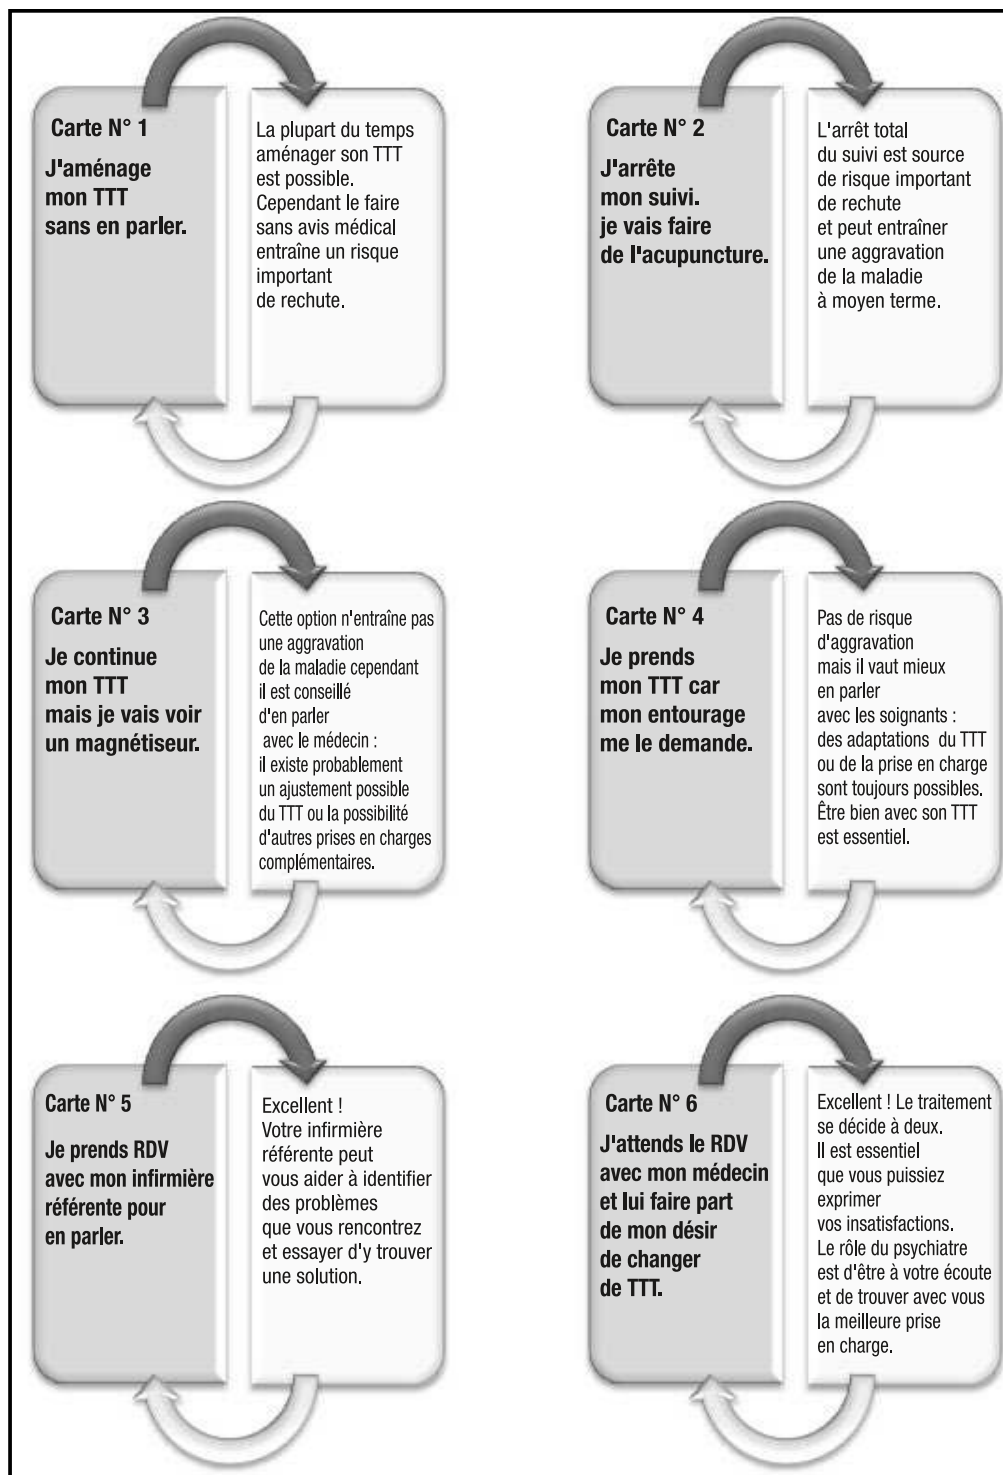 Carte N° 1
J'aménage
mon TTT
sans en parler.
La plupart du temps
aménager son TTT
est possible.
Cependant le faire
sans avis médical
entraîne un risque
important
de rechute.
Carte N° 2
J'arrête
mon suivi.
je vais faire
de l'acupuncture.
L'arrêt total
du suivi est source
de risque important
de rechute
et peut entraîner
une aggravation
de la maladie
à moyen terme.
Carte N° 3
Je continue
mon TTT
mais je vais voir
un magnétiseur.
Cette option n'entraîne pas
une aggravation
de la maladie cependant
il est conseillé
d'en parler
avec le médecin :
il existe probablement
un ajustement possible
du TTT ou la possibilité
d'autres prises en charges
complémentaires.
Carte N° 4
Je prends
mon TTT car
mon entourage
me le demande.
Pas de risque
d'aggravation
mais il vaut mieux
en parler
avec les soignants :
des adaptations du TTT
ou de la prise en charge
sont toujours possibles.
Être bien avec son TTT
est essentiel.
Carte N° 5
Je prends RDV
avec mon infirmière
référente pour
en parler.
Excellent !
Votre infirmière
référente peut
vous aider à identifier
des problèmes
que vous rencontrez
et essayer d'y trouver
une solution.
Carte N° 6
J'attends le RDV
avec mon médecin
et lui faire part
de mon désir
de changer
de TTT.
Excellent ! Le traitement
se décide à deux.
Il est essentiel
que vous puissiez
exprimer
vos insatisfactions.
Le rôle du psychiatre
est d'être à votre écoute
et de trouver avec vous
la meilleure prise
en charge.